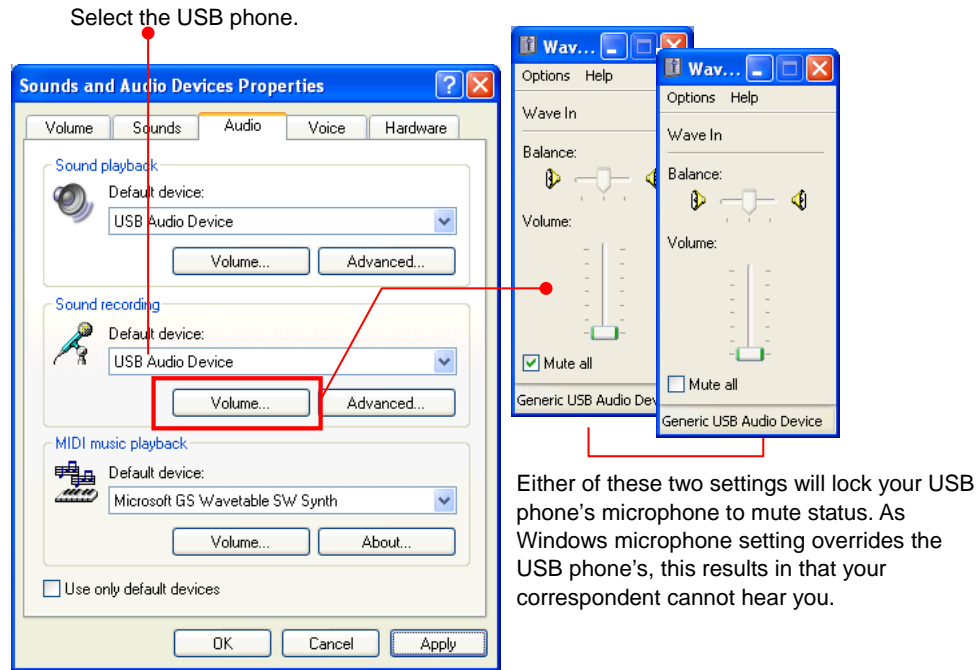 Select the USB phone.
Sounds and Audio Devices Properties
Volume Sounds Audio Voice Hardware
Sound playback
Default device:
USB Audio Device
Volume... Advanced...
Sound recording
Default device:
USB Audio Device
Volume... Advanced...
MIDI music playback
Default device:
Microsoft GS Wavetable SW Synth
Volume... About...
Use only default devices
OK Cancel Apply
Wav...
Options Help
Wave In
Balance:
Volume:
Mute all
Generic USB Audio Dev
Wav...
Options Help
Wave In
Balance:
Volume:
Mute all
Generic USB Audio Device
Either of these two settings will lock your USB
phone's microphone to mute status. As
Windows microphone setting overrides the
USB phone's, this results in that your
correspondent cannot hear you.